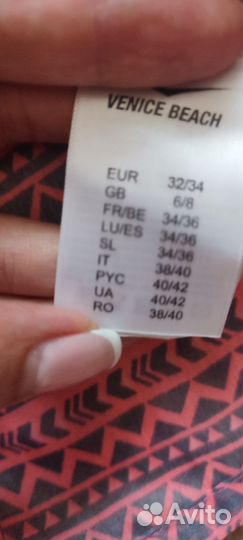 VENICE BEACH
EUR 32/34
GB 6/8
FR/BE 34/36
LU/ES 34/36
SL 34/36
IT 38/40
РУС 40/42
UA 40/42
RO 38/40
Avito